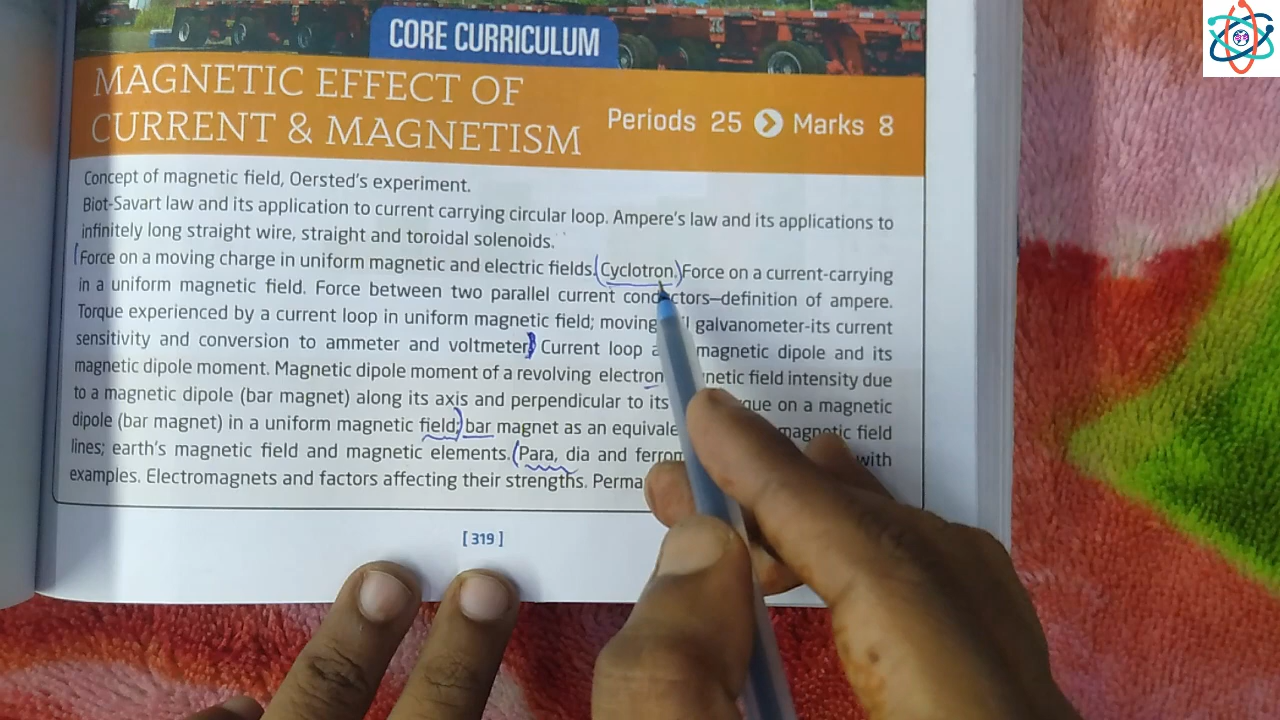 CORE CURRICULUM
MAGNETIC EFFECT OF
CURRENT & MAGNETISM
Periods 25 Marks 8
Concept of magnetic field, Oersted's experiment.
Biot-Savart law and its application to current carrying circular loop. Ampere's law and its applications to
infinitely long straight wire, straight and toroidal solenoids.
Force on a moving charge in uniform magnetic and electric fields. Cyclotron. Force on a current-carrying
in a uniform magnetic field. Force between two parallel current conductors–definition of ampere.
Torque experienced by a current loop in uniform magnetic field; moving galvanometer-its current
sensitivity and conversion to ammeter and voltmeter. Current loop magnetic dipole and its
magnetic dipole moment. Magnetic dipole moment of a revolving electron field intensity due
to a magnetic dipole (bar magnet) along its axis and perpendicular to its on a magnetic
dipole (bar magnet) in a uniform magnetic field; bar magnet as an magnetic field
lines; earth's magnetic field and magnetic elements. Para, dia and with
examples. Electromagnets and factors affecting their strengths.
[ 319 ]